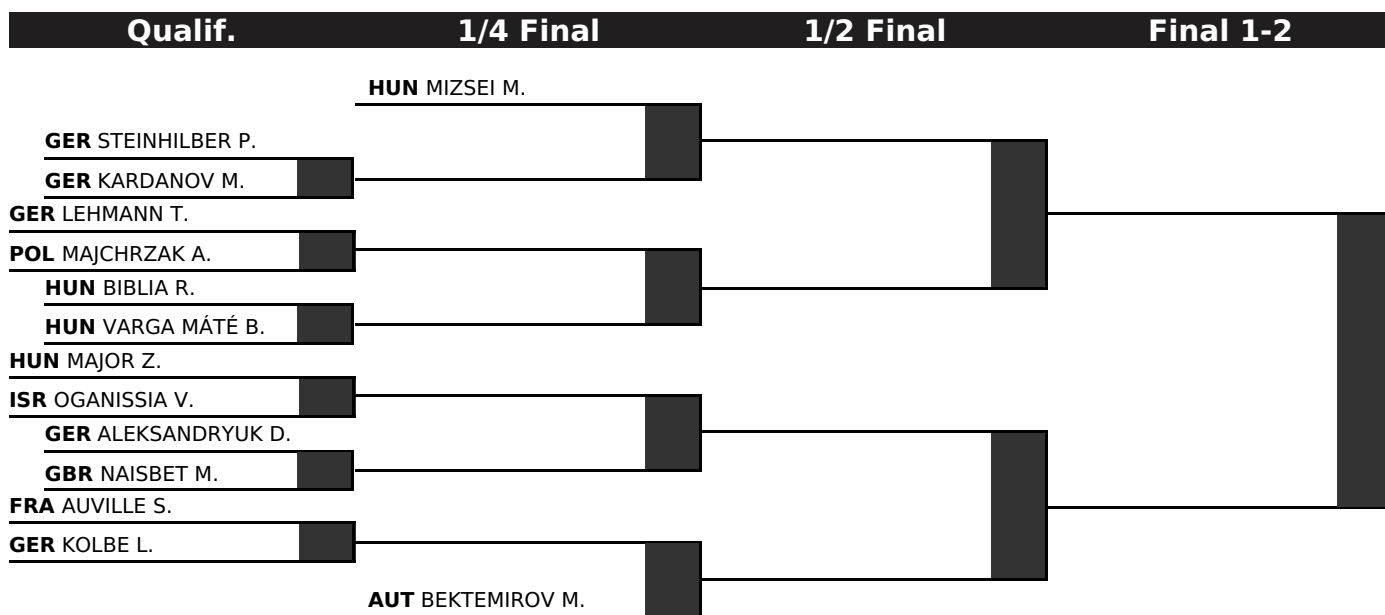 Qualif. 1/4 Final 1/2 Final Final 1-2
HUN MIZSEI M.
GER STEINHILBER P.
GER KARDANOV M.
GER LEHMANN T.
POL MAJCHRZAK A.
HUN BIBLIA R.
HUN VARGA MÁTÉ B.
HUN MAJOR Z.
ISR OGANISSIA V.
GER ALEKSANDRYUK D.
GBR NAISBET M.
FRA AUVILLE S.
GER KOLBE L.
AUT BEKTEMIROV M.